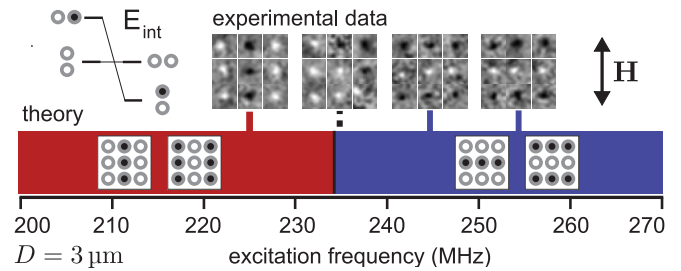 E_int
experimental data
H
theory
200 210 220 230 240 250 260 270
D = 3 µm
excitation frequency (MHz)